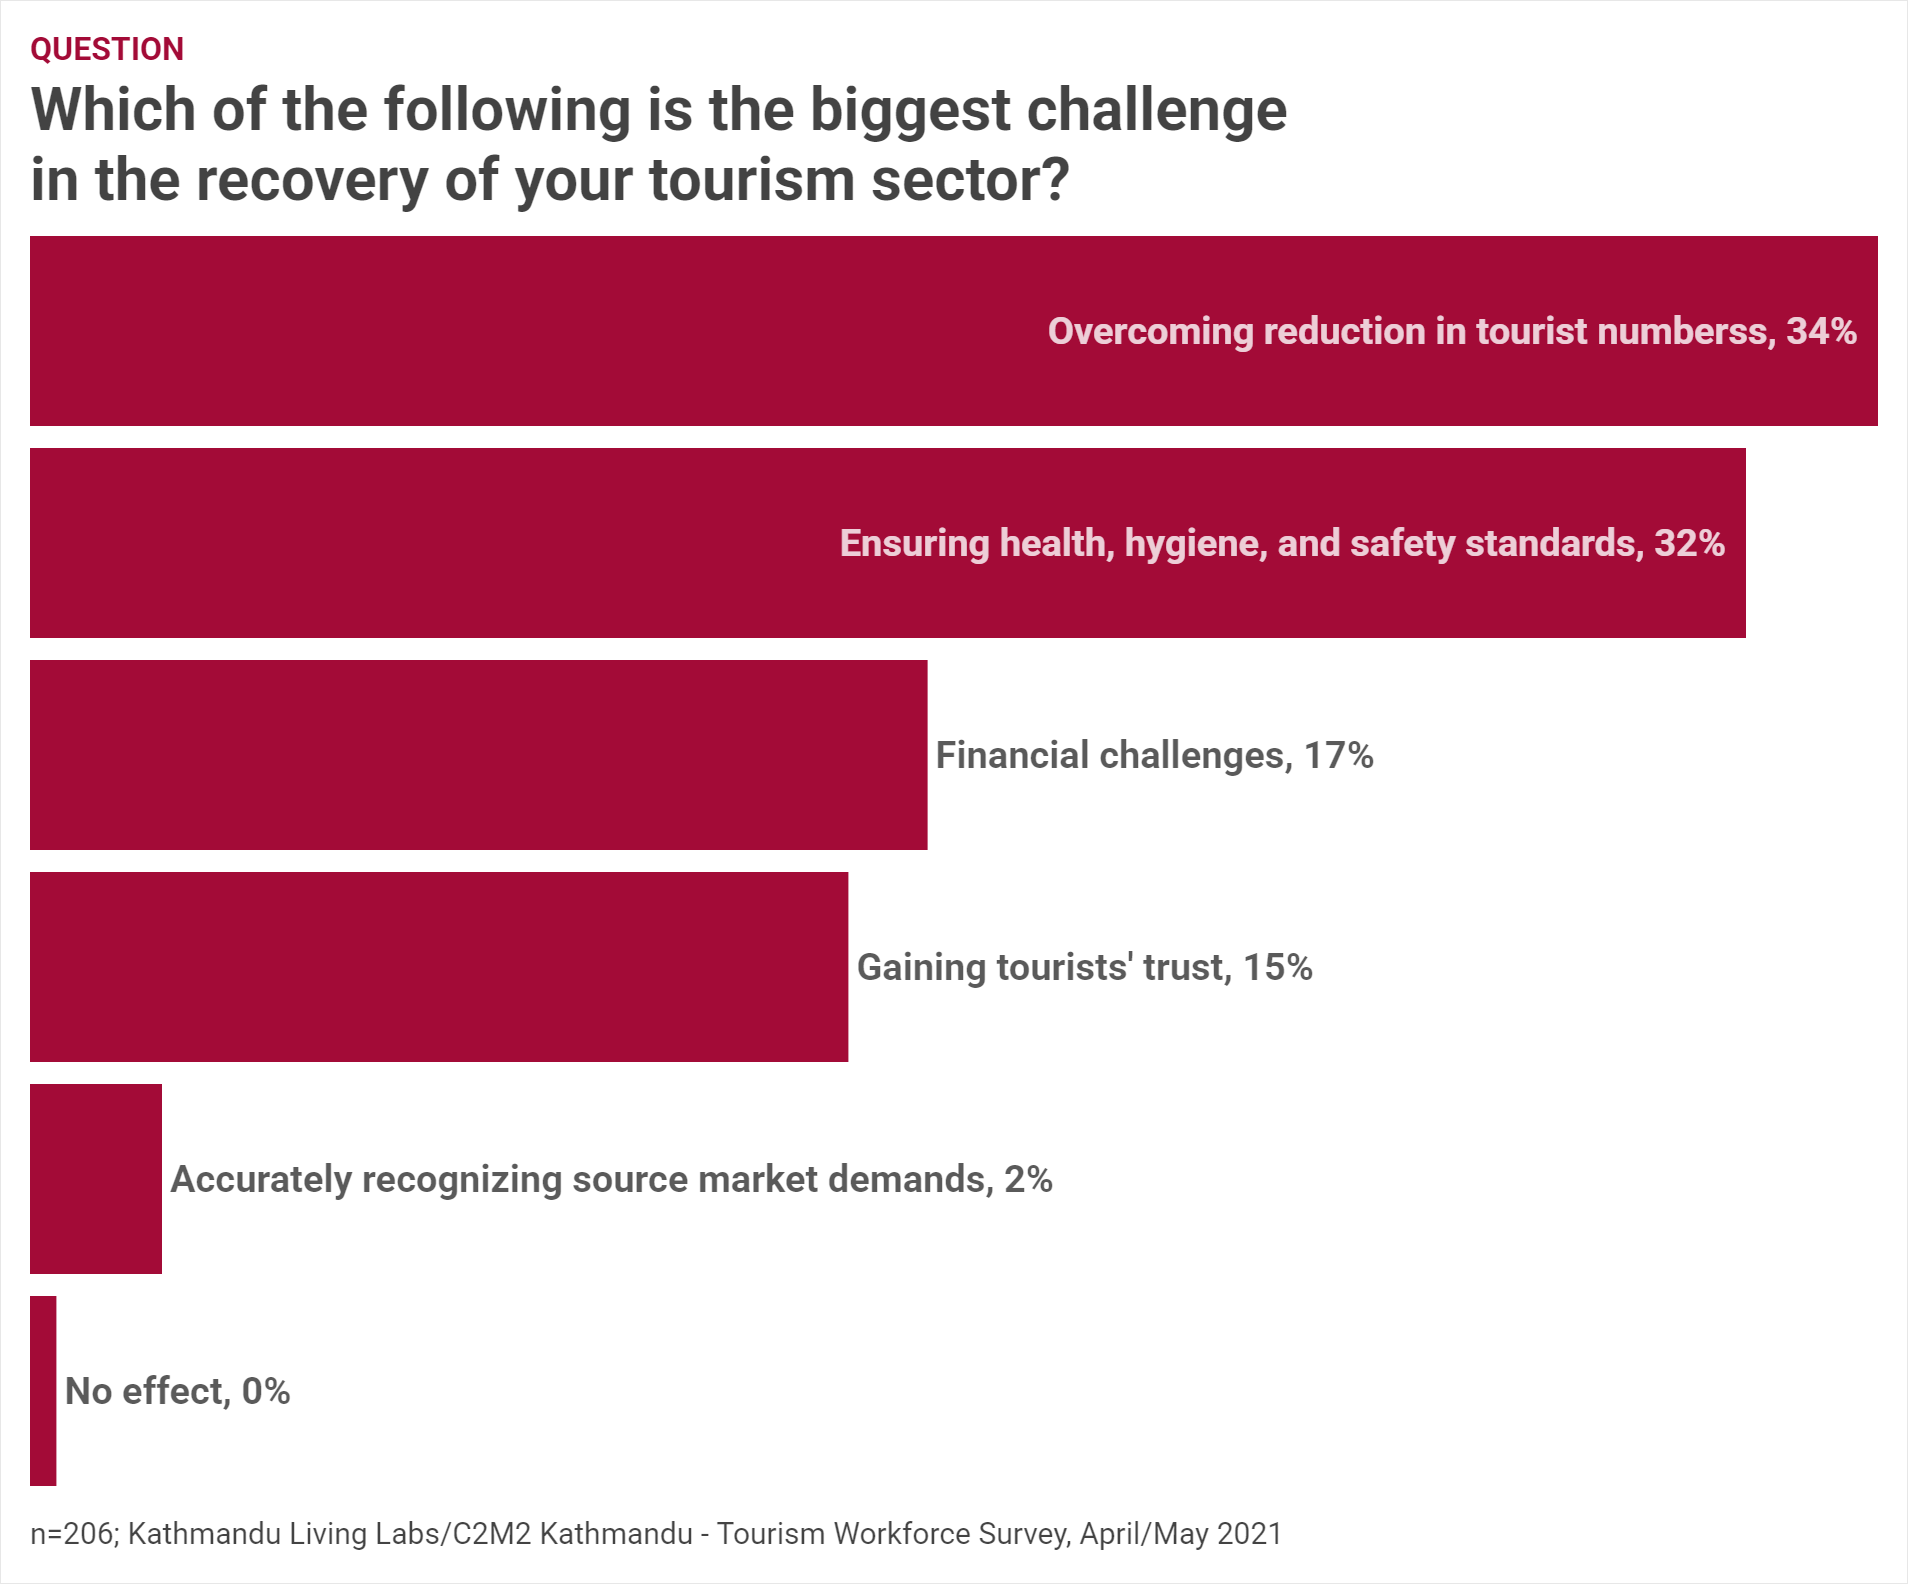 QUESTION
Which of the following is the biggest challenge
in the recovery of your tourism sector?
Overcoming reduction in tourist numberss, 34%
Ensuring health, hygiene, and safety standards, 32%
Financial challenges, 17%
Gaining tourists' trust, 15%
Accurately recognizing source market demands, 2%
No effect, 0%
n=206; Kathmandu Living Labs/C2M2 Kathmandu - Tourism Workforce Survey, April/May 2021